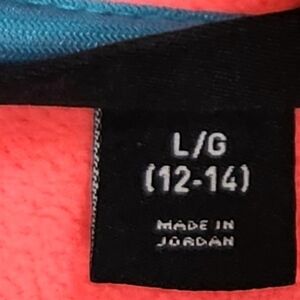 L/G
(12-14)
MADE IN
JORDAN